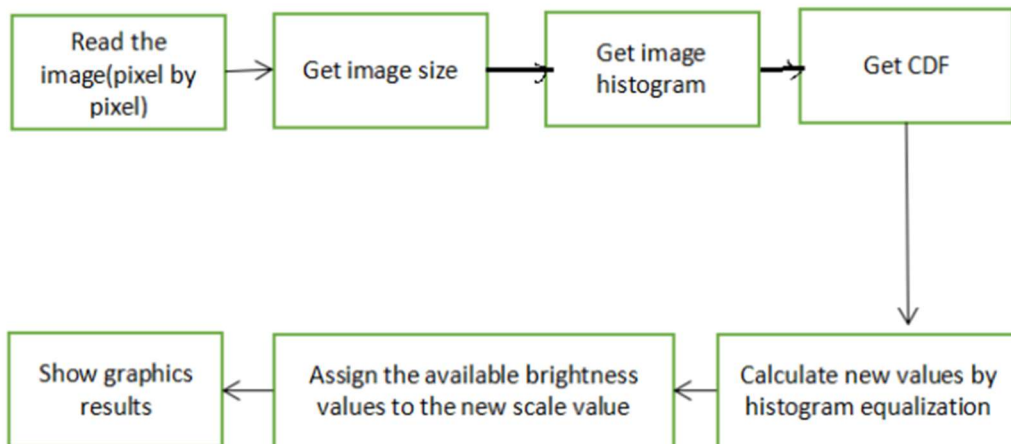 Read the
image(pixel by
pixel)
Get image size
Get image
histogram
Get CDF
Calculate new values by
histogram equalization
Assign the available brightness
values to the new scale value
Show graphics
results